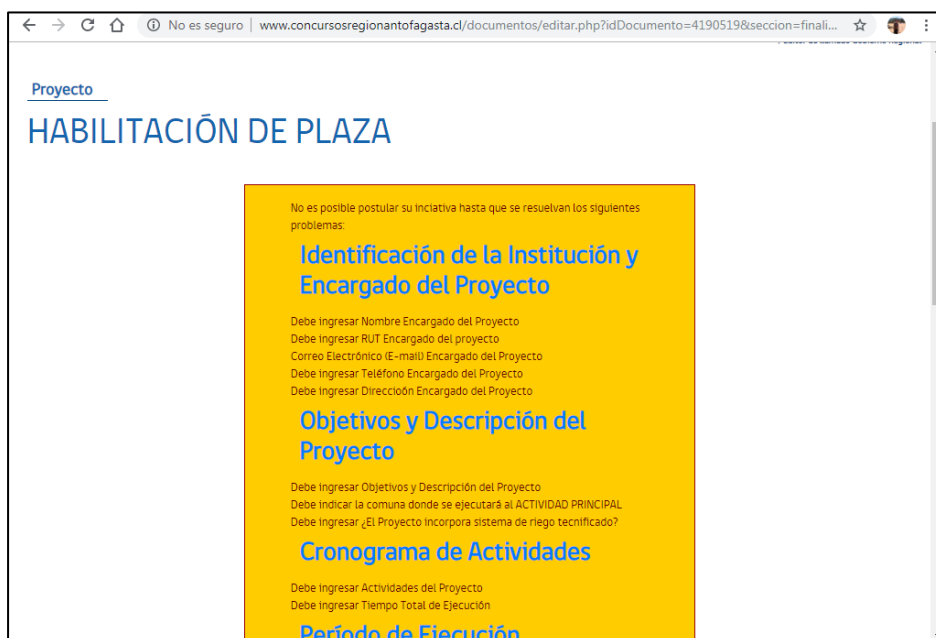 No es seguro | www.concursosregionantofagasta.cl/documentos/editar.php?idDocumento=4190519&seccion=finali...
Proyecto
HABILITACIÓN DE PLAZA
No es posible postular su inciativa hasta que se resuelvan los siguientes
problemas:
Identificación de la Institución y
Encargado del Proyecto
Debe ingresar Nombre Encargado del Proyecto
Debe ingresar RUT Encargado del proyecto
Correo Electrónico (E-mail) Encargado del Proyecto
Debe ingresar Teléfono Encargado del Proyecto
Debe ingresar Direccioón Encargado del Proyecto
Objetivos y Descripción del
Proyecto
Debe ingresar Objetivos y Descripción del Proyecto
Debe indicar la comuna donde se ejecutará al ACTIVIDAD PRINCIPAL
Debe ingresar ¿El Proyecto incorpora sistema de riego tecnificado?
Cronograma de Actividades
Debe ingresar Actividades del Proyecto
Debe ingresar Tiempo Total de Ejecución
Período de Ejecución